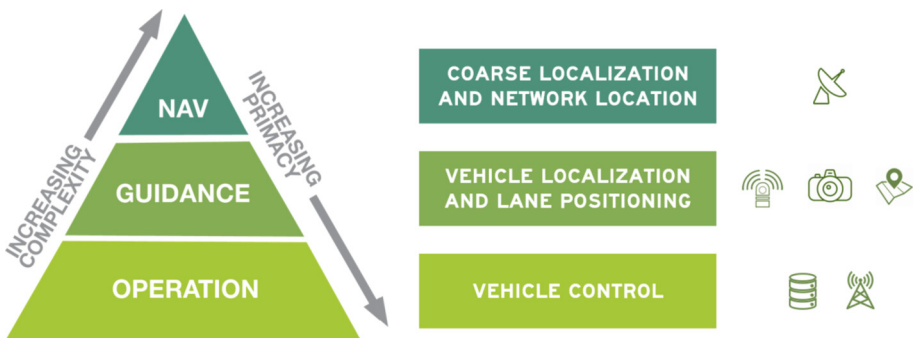 INCREASING
COMPLEXITY
INCREASING
PRIMACY
NAV
GUIDANCE
OPERATION
COARSE LOCALIZATION
AND NETWORK LOCATION
VEHICLE LOCALIZATION
AND LANE POSITIONING
VEHICLE CONTROL